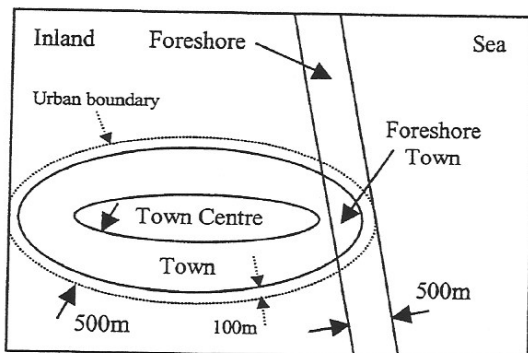 Inland
Foreshore
Sea
Urban boundary
Foreshore
Town
Town Centre
Town
500m
100m
500m